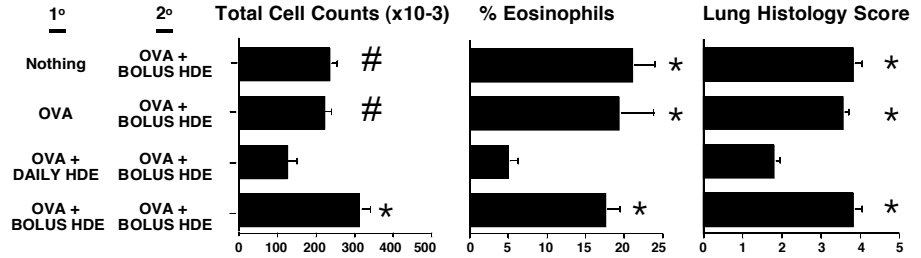 1º 2º Total Cell Counts (x10-3) % Eosinophils Lung Histology Score
Nothing OVA + BOLUS HDE # * *
OVA OVA + BOLUS HDE # * *
OVA + DAILY HDE OVA + BOLUS HDE
OVA + BOLUS HDE OVA + BOLUS HDE * * *
0 100 200 300 400 500 0 5 10 15 20 25 0 1 2 3 4 5